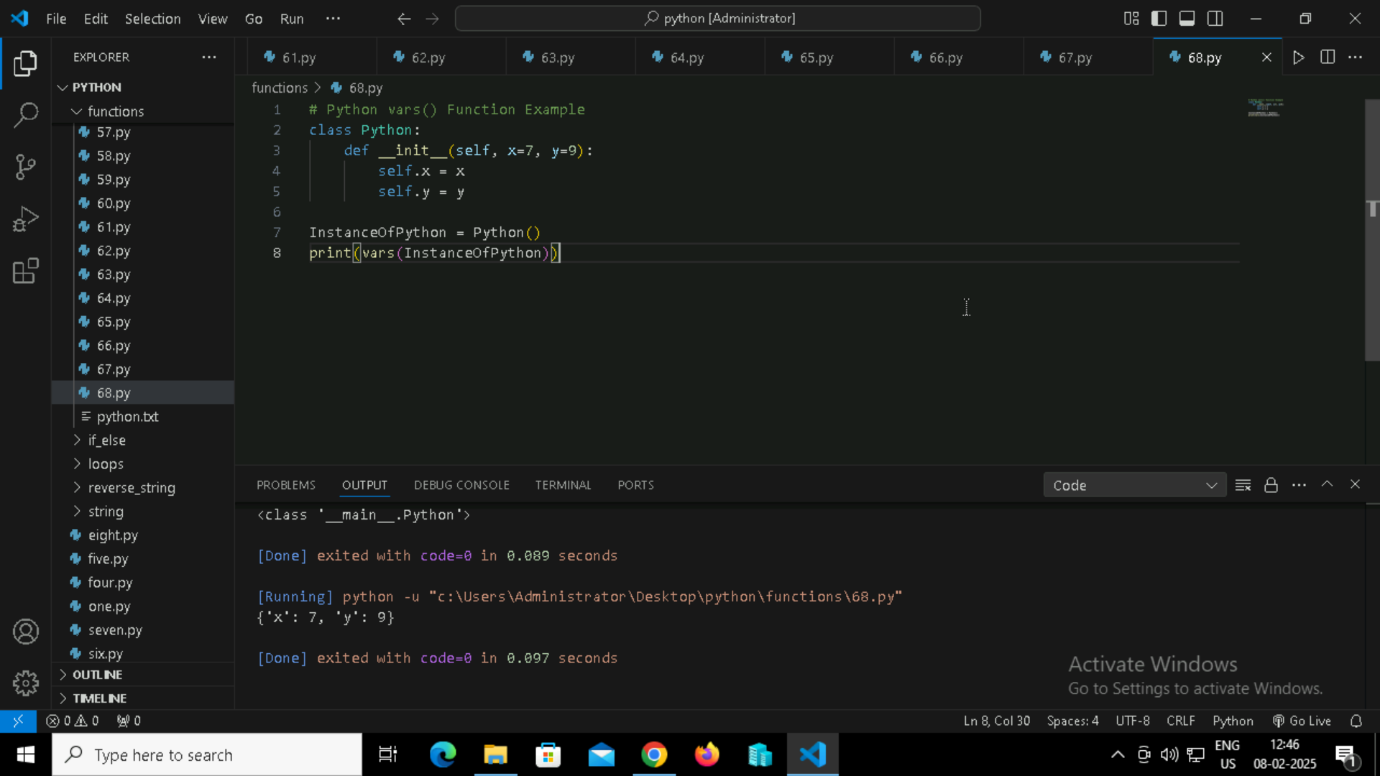 File Edit Selection View Go Run ···
python [Administrator]
EXPLORER ···
61.py 62.py 63.py 64.py 65.py 66.py 67.py 68.py
PYTHON
functions
57.py
58.py
59.py
60.py
61.py
62.py
63.py
64.py
65.py
66.py
67.py
68.py
python.txt
if_else
loops
reverse_string
string
eight.py
five.py
four.py
one.py
seven.py
six.py
OUTLINE
TIMELINE
functions > 68.py
1 # Python vars() Function Example
2 class Python:
3 def __init__(self, x=7, y=9):
4 self.x = x
5 self.y = y
6
7 InstanceOfPython = Python()
8 print(vars(InstanceOfPython))
PROBLEMS OUTPUT DEBUG CONSOLE TERMINAL PORTS
Code
<class '__main__.Python'>
[Done] exited with code=0 in 0.089 seconds
[Running] python -u "c:\Users\Administrator\Desktop\python\functions\68.py"
{'x': 7, 'y': 9}
[Done] exited with code=0 in 0.097 seconds
Activate Windows
Go to Settings to activate Windows.
0 0 0
Ln 8, Col 30 Spaces: 4 UTF-8 CRLF Python Go Live
Type here to search
ENG
US
12:46
08-02-2025
1